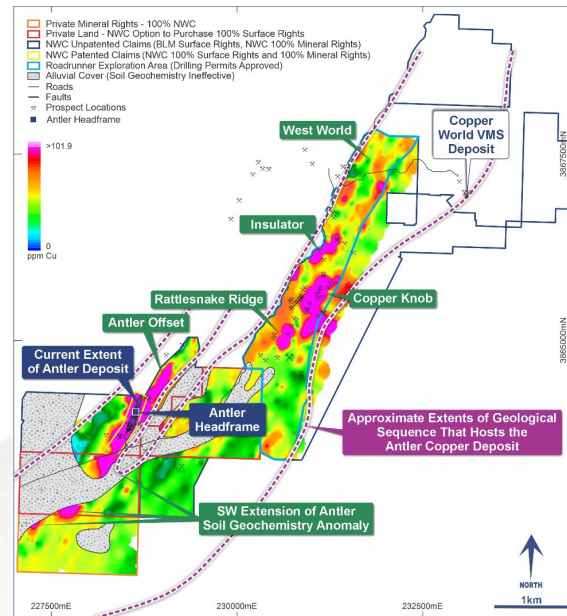 Private Mineral Rights - 100% NWC
Private Land - NWC Option to Purchase 100% Surface Rights
NWC Unpatented Claims (BLM Surface Rights, NWC 100% Mineral Rights)
NWC Patented Claims (NWC 100% Surface Rights and 100% Mineral Rights)
Roadrunner Exploration Area (Drilling Permits Approved)
Alluvial Cover (Soil Geochemistry Ineffective)
Roads
Faults
Prospect Locations
Antler Headframe
>101.9
0
ppm Cu
West World
Copper
World VMS
Deposit
3867500mN
Insulator
Rattlesnake Ridge
Copper Knob
Antler Offset
3865000mN
Current Extent
of Antler Deposit
Antler
Headframe
Approximate Extents of Geological
Sequence That Hosts the
Antler Copper Deposit
SW Extension of Antler
Soil Geochemistry Anomaly
NORTH
1km
227500mE
230000mE
232500mE